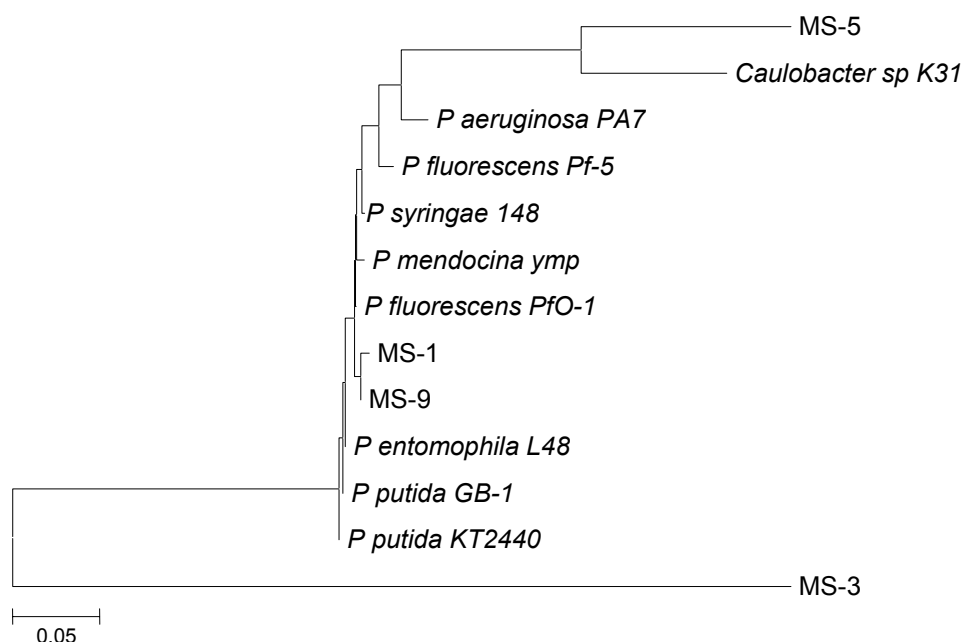 MS-5
Caulobacter sp K31
P aeruginosa PA7
P fluorescens Pf-5
P syringae 148
P mendocina ymp
P fluorescens PfO-1
MS-1
MS-9
P entomophila L48
P putida GB-1
P putida KT2440
MS-3
0.05